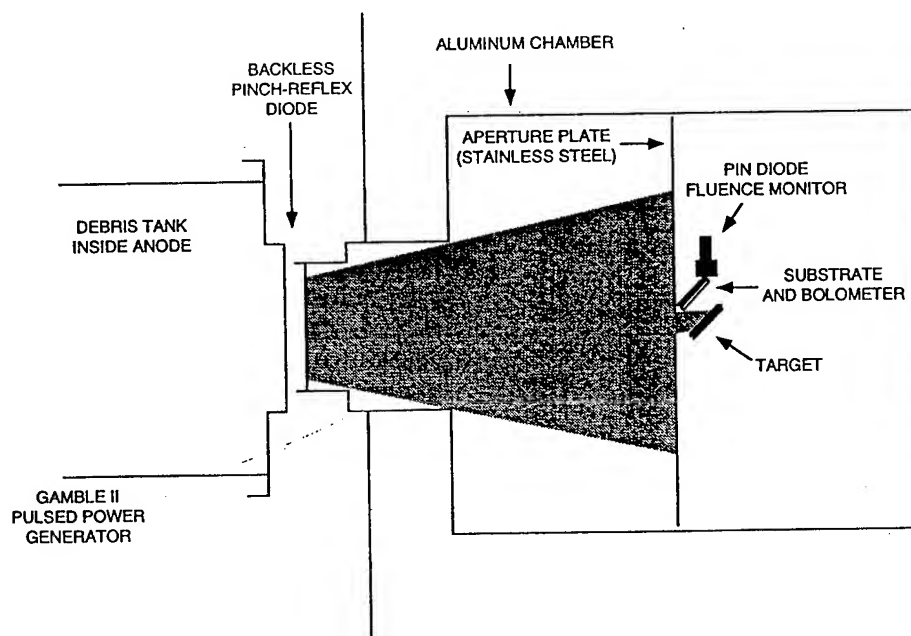 ALUMINUM CHAMBER
BACKLESS
PINCH-REFLEX
DIODE
APERTURE PLATE
(STAINLESS STEEL)
PIN DIODE
FLUENCE MONITOR
DEBRIS TANK
INSIDE ANODE
SUBSTRATE
AND BOLOMETER
TARGET
GAMBLE II
PULSED POWER
GENERATOR